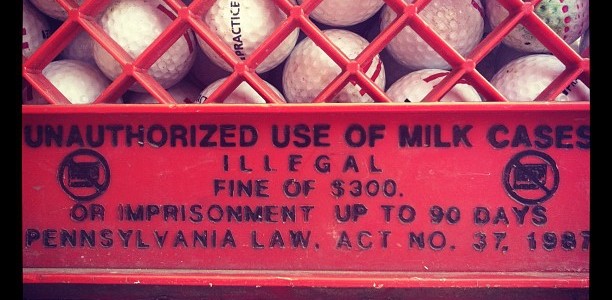 PRACTICE
UNAUTHORIZED USE OF MILK CASES
ILLEGAL
FINE OF $300.
OR IMPRISONMENT UP TO 90 DAYS
PENNSYLVANIA LAW, ACT NO. 37, 1987